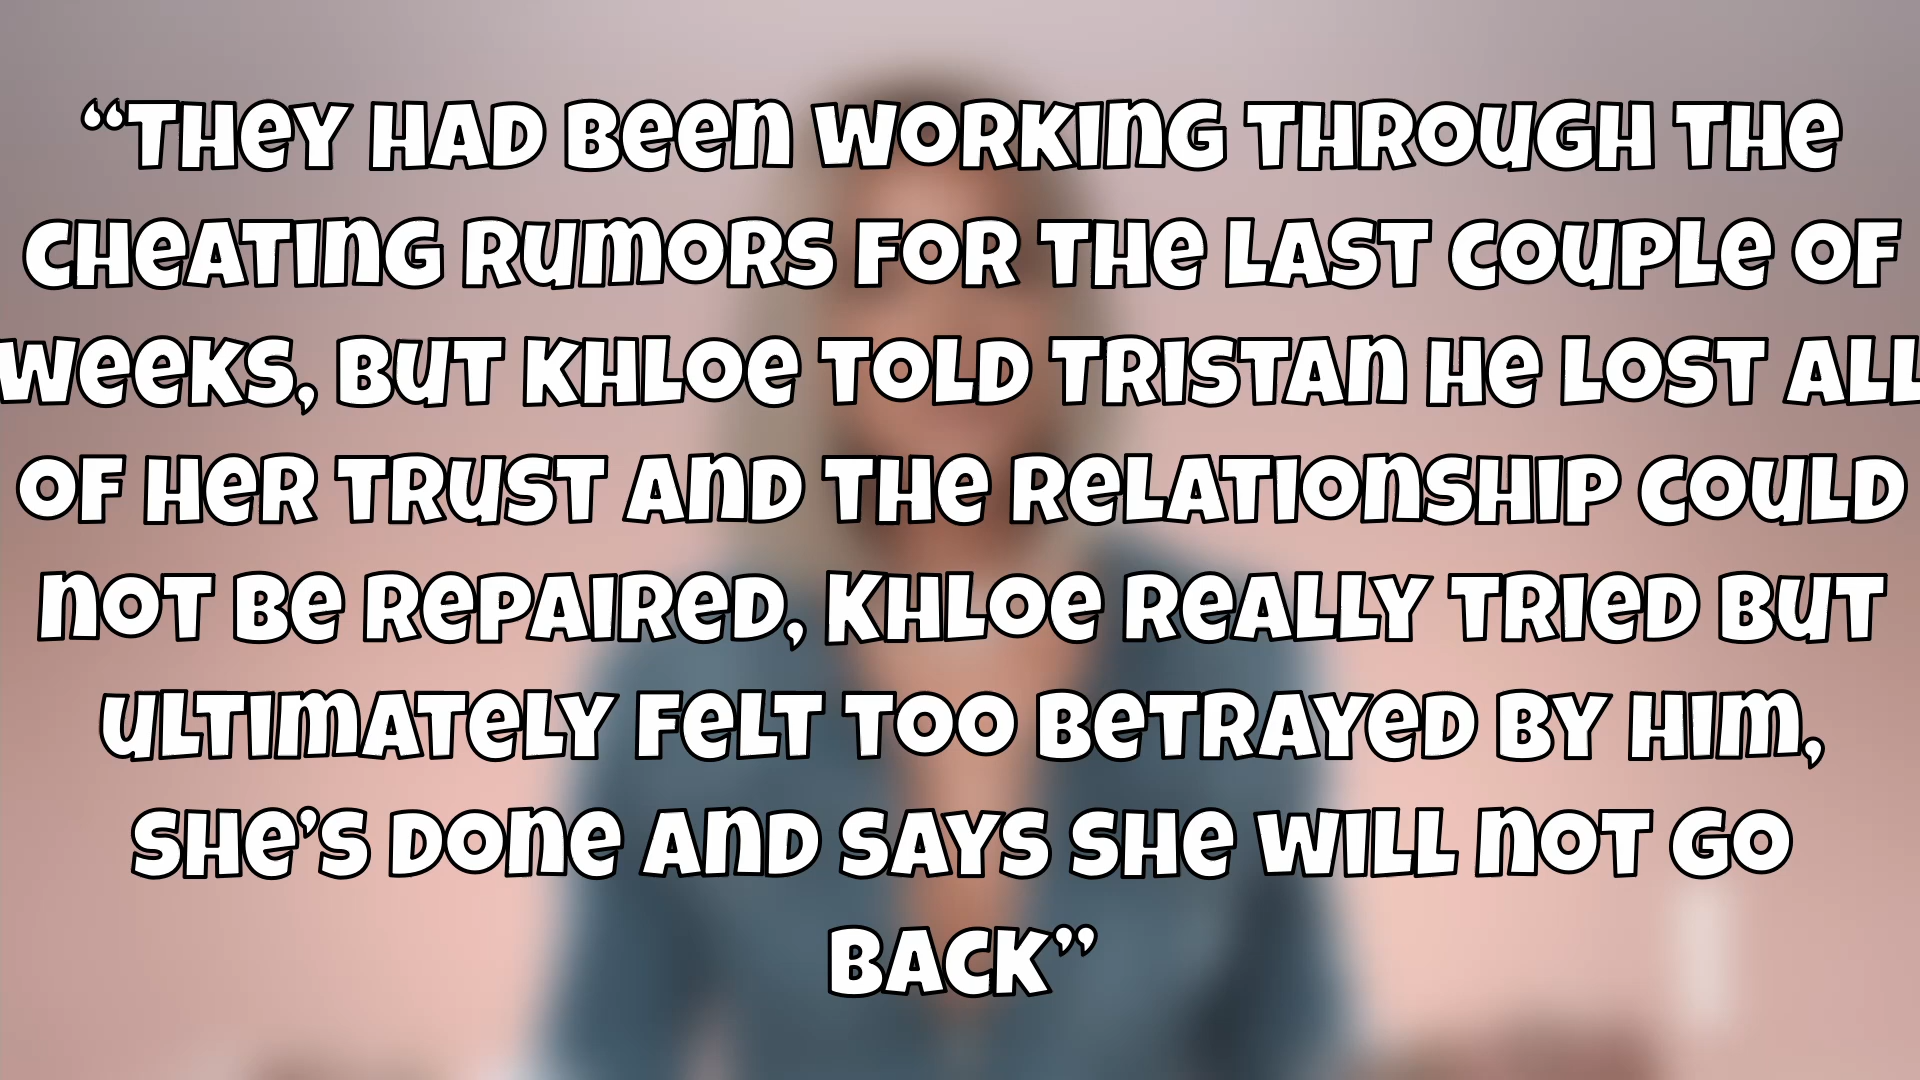 “They had been working through the
cheating rumors for the last couple of
weeks, but Khloe told Tristan he lost all
of her trust and the relationship could
not be repaired, Khloe really tried but
ultimately felt too betrayed by him,
she’s done and says she will not go
back”